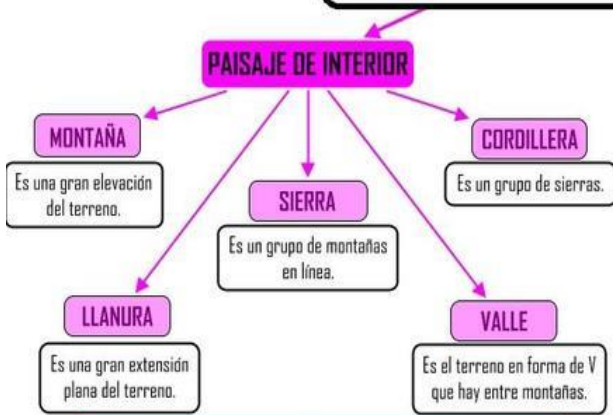 PAISAJE DE INTERIOR
MONTAÑA
Es una gran elevación
del terreno.
CORDILLERA
Es un grupo de sierras.
SIERRA
Es un grupo de montañas
en línea.
LLANURA
Es una gran extensión
plana del terreno.
VALLE
Es el terreno en forma de V
que hay entre montañas.